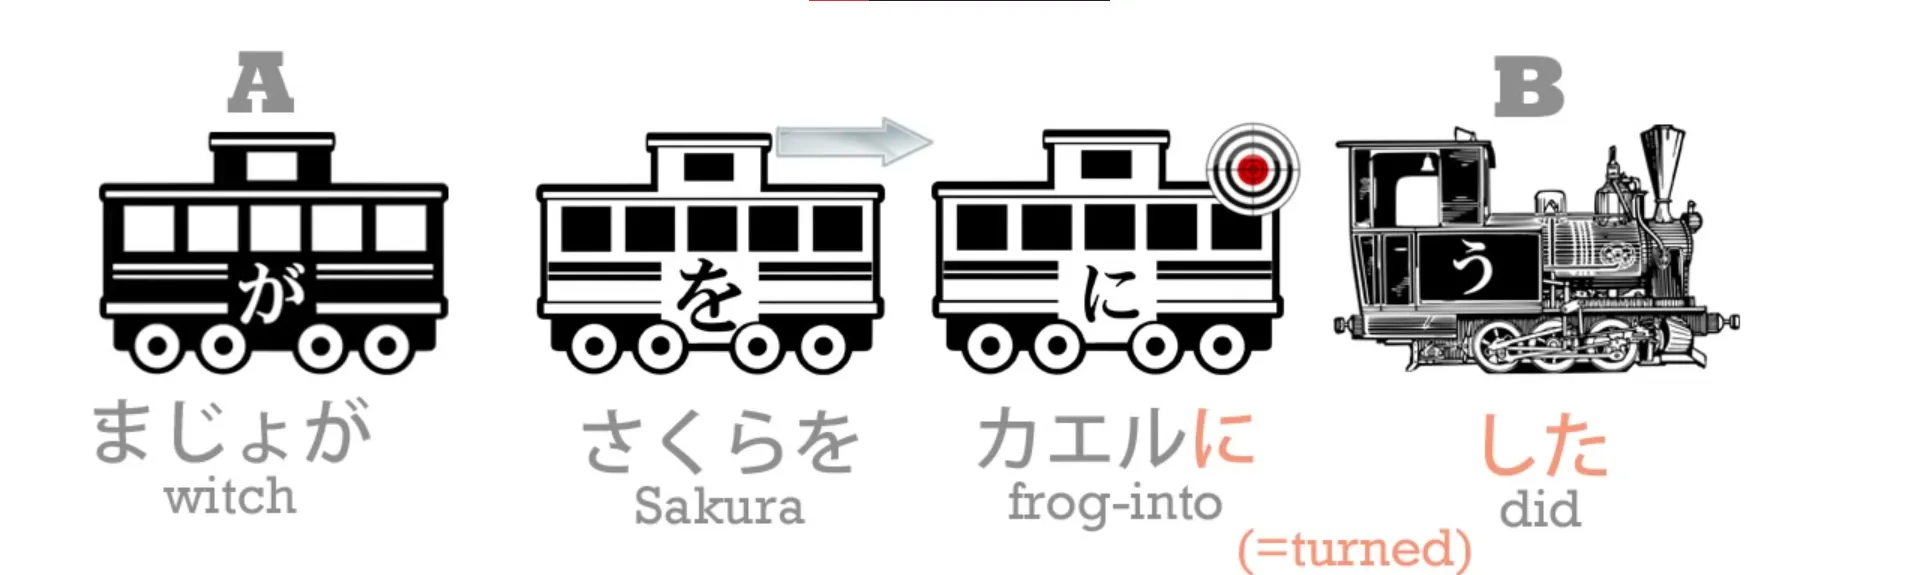 A
B
が
を
に
う
まじょが
さくらを
カエルに
した
witch
Sakura
frog-into
did
(=turned)